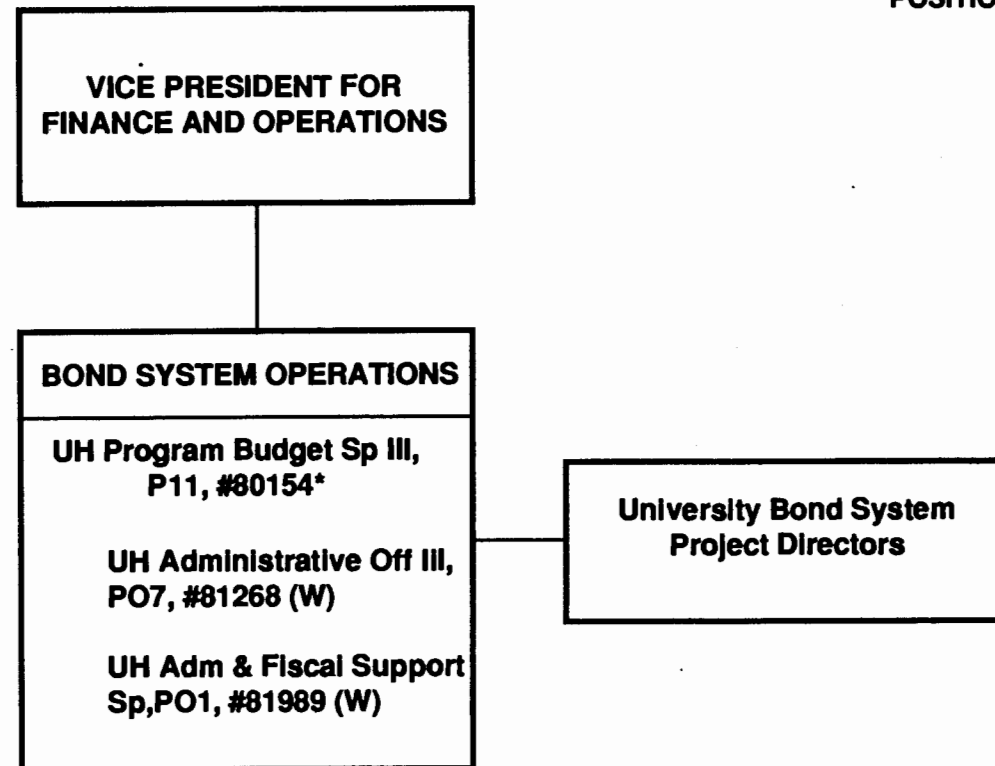 VICE PRESIDENT FOR
FINANCE AND OPERATIONS
BOND SYSTEM OPERATIONS
UH Program Budget Sp III,
P11, #80154*
UH Administrative Off III,
PO7, #81268 (W)
UH Adm & Fiscal Support
Sp,PO1, #81989 (W)
University Bond System
Project Directors